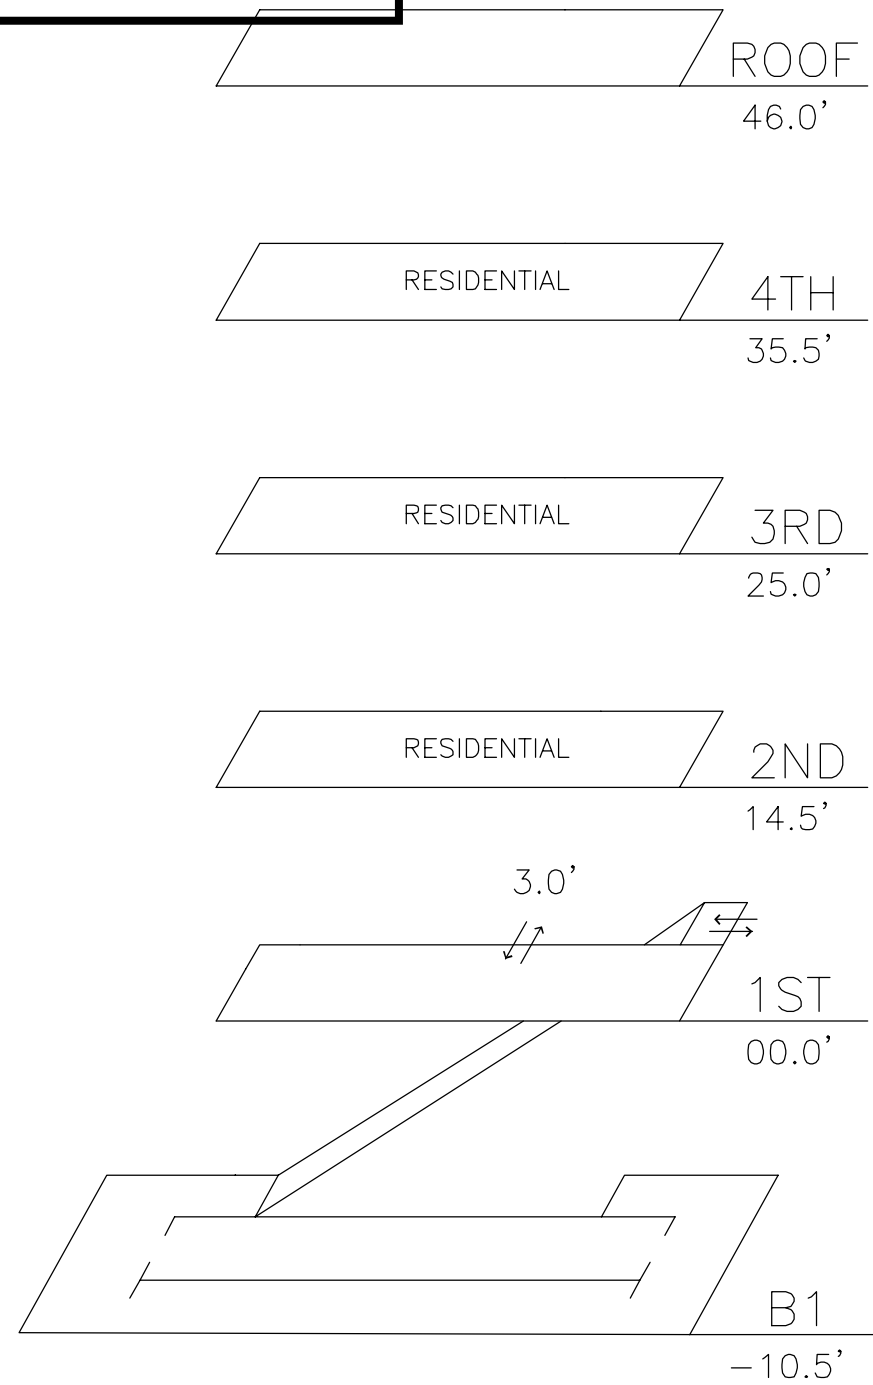 ROOF
46.0'
RESIDENTIAL
4TH
35.5'
RESIDENTIAL
3RD
25.0'
RESIDENTIAL
2ND
14.5'
3.0'
1ST
00.0'
B1
-10.5'